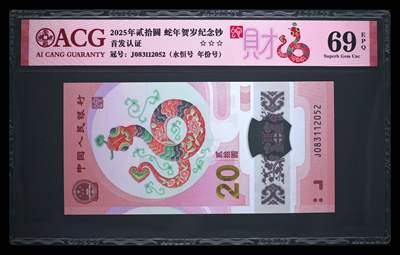 ACG
AI CANG GUARANTY
2025年贰拾圆 蛇年贺岁纪念钞
首发认证 ☆☆☆
冠号：J083112052（永恒号 年份号）
財
69 EPQ
Superb Gem Unc
中国人民银行
贰拾圆
20
J083112052